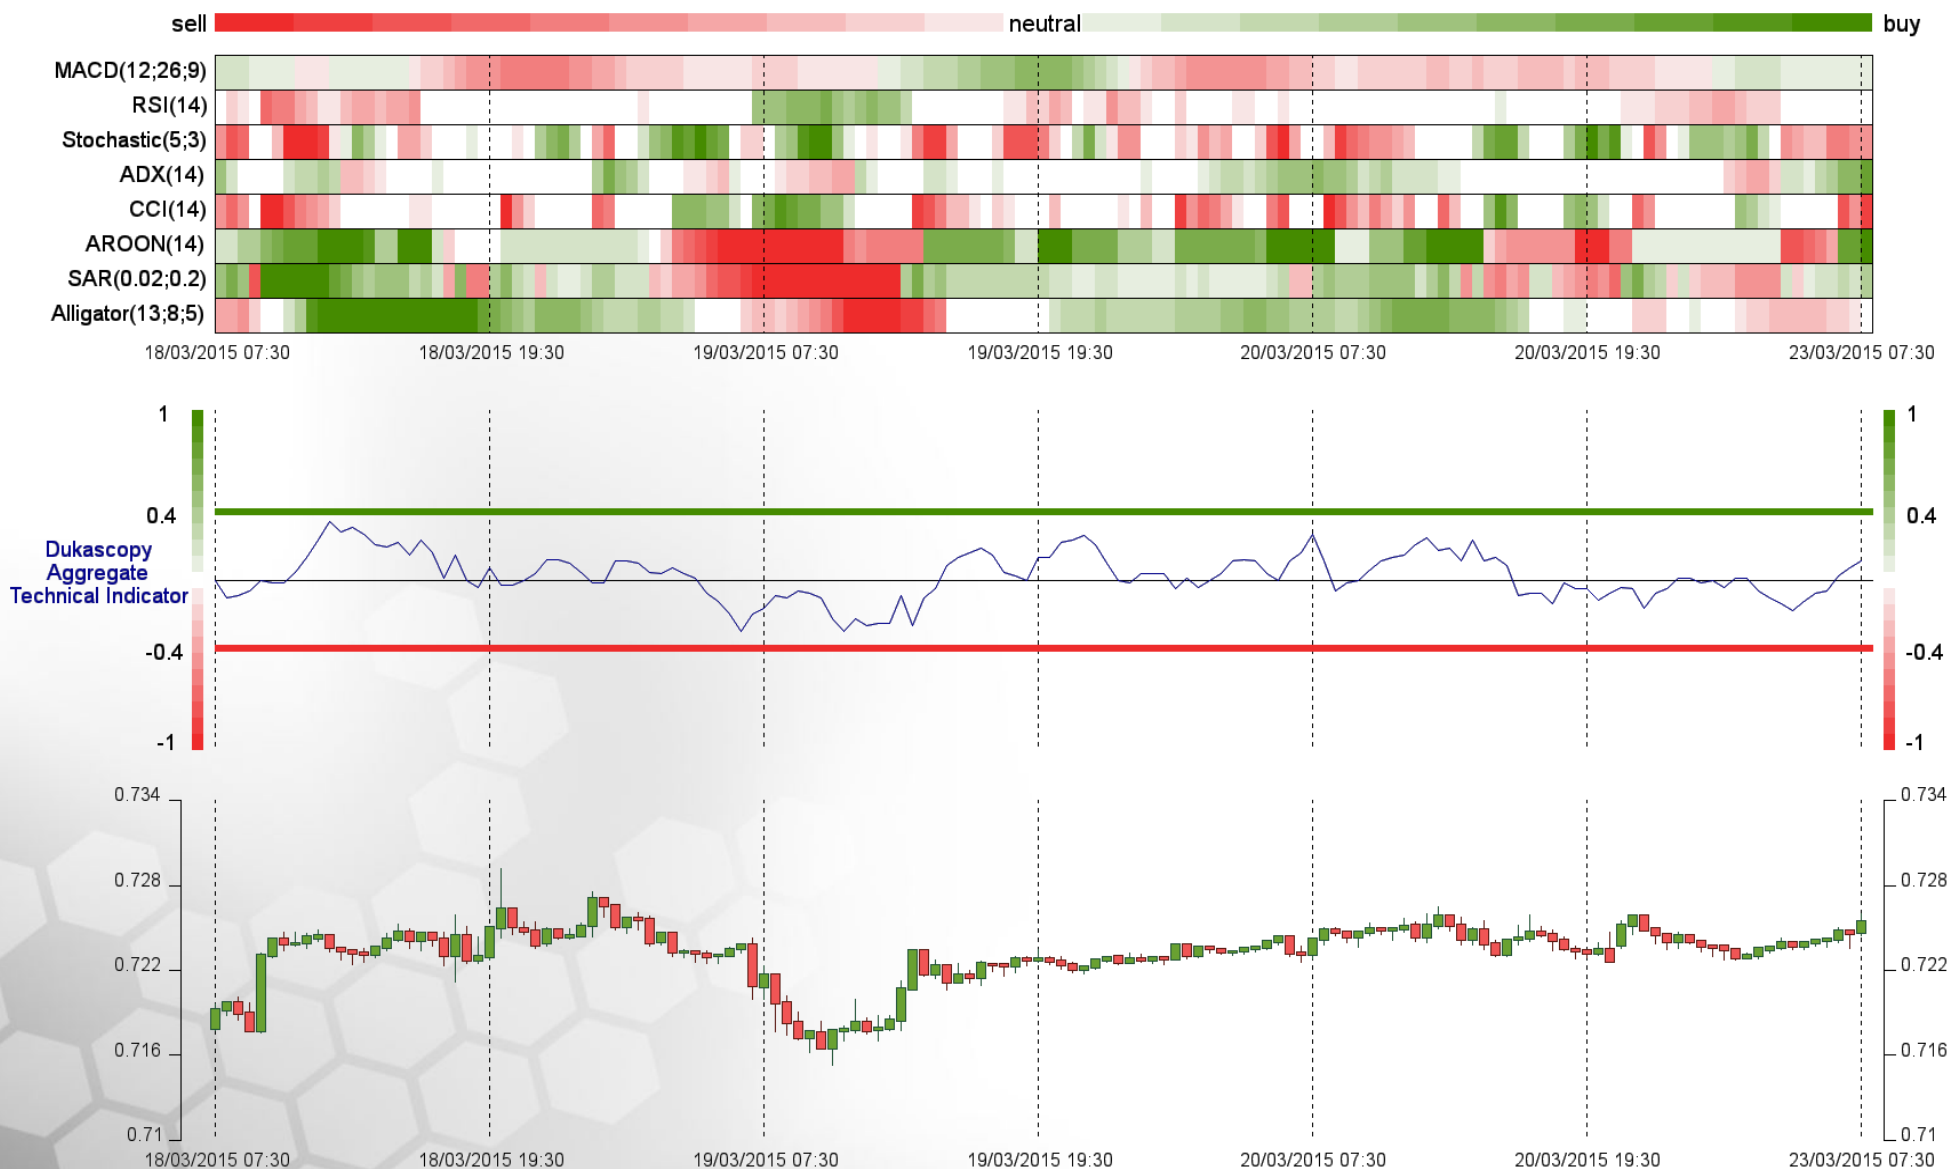 sell neutral buy
MACD(12;26;9)
RSI(14)
Stochastic(5;3)
ADX(14)
CCI(14)
AROON(14)
SAR(0.02;0.2)
Alligator(13;8;5)
18/03/2015 07:30 18/03/2015 19:30 19/03/2015 07:30 19/03/2015 19:30 20/03/2015 07:30 20/03/2015 19:30 23/03/2015 07:30
1 1
0.4 0.4
Dukascopy
Aggregate
Technical Indicator
-0.4 -0.4
-1 -1
0.734 0.734
0.728 0.728
0.722 0.722
0.716 0.716
0.71 0.71
18/03/2015 07:30 18/03/2015 19:30 19/03/2015 07:30 19/03/2015 19:30 20/03/2015 07:30 20/03/2015 19:30 23/03/2015 07:30